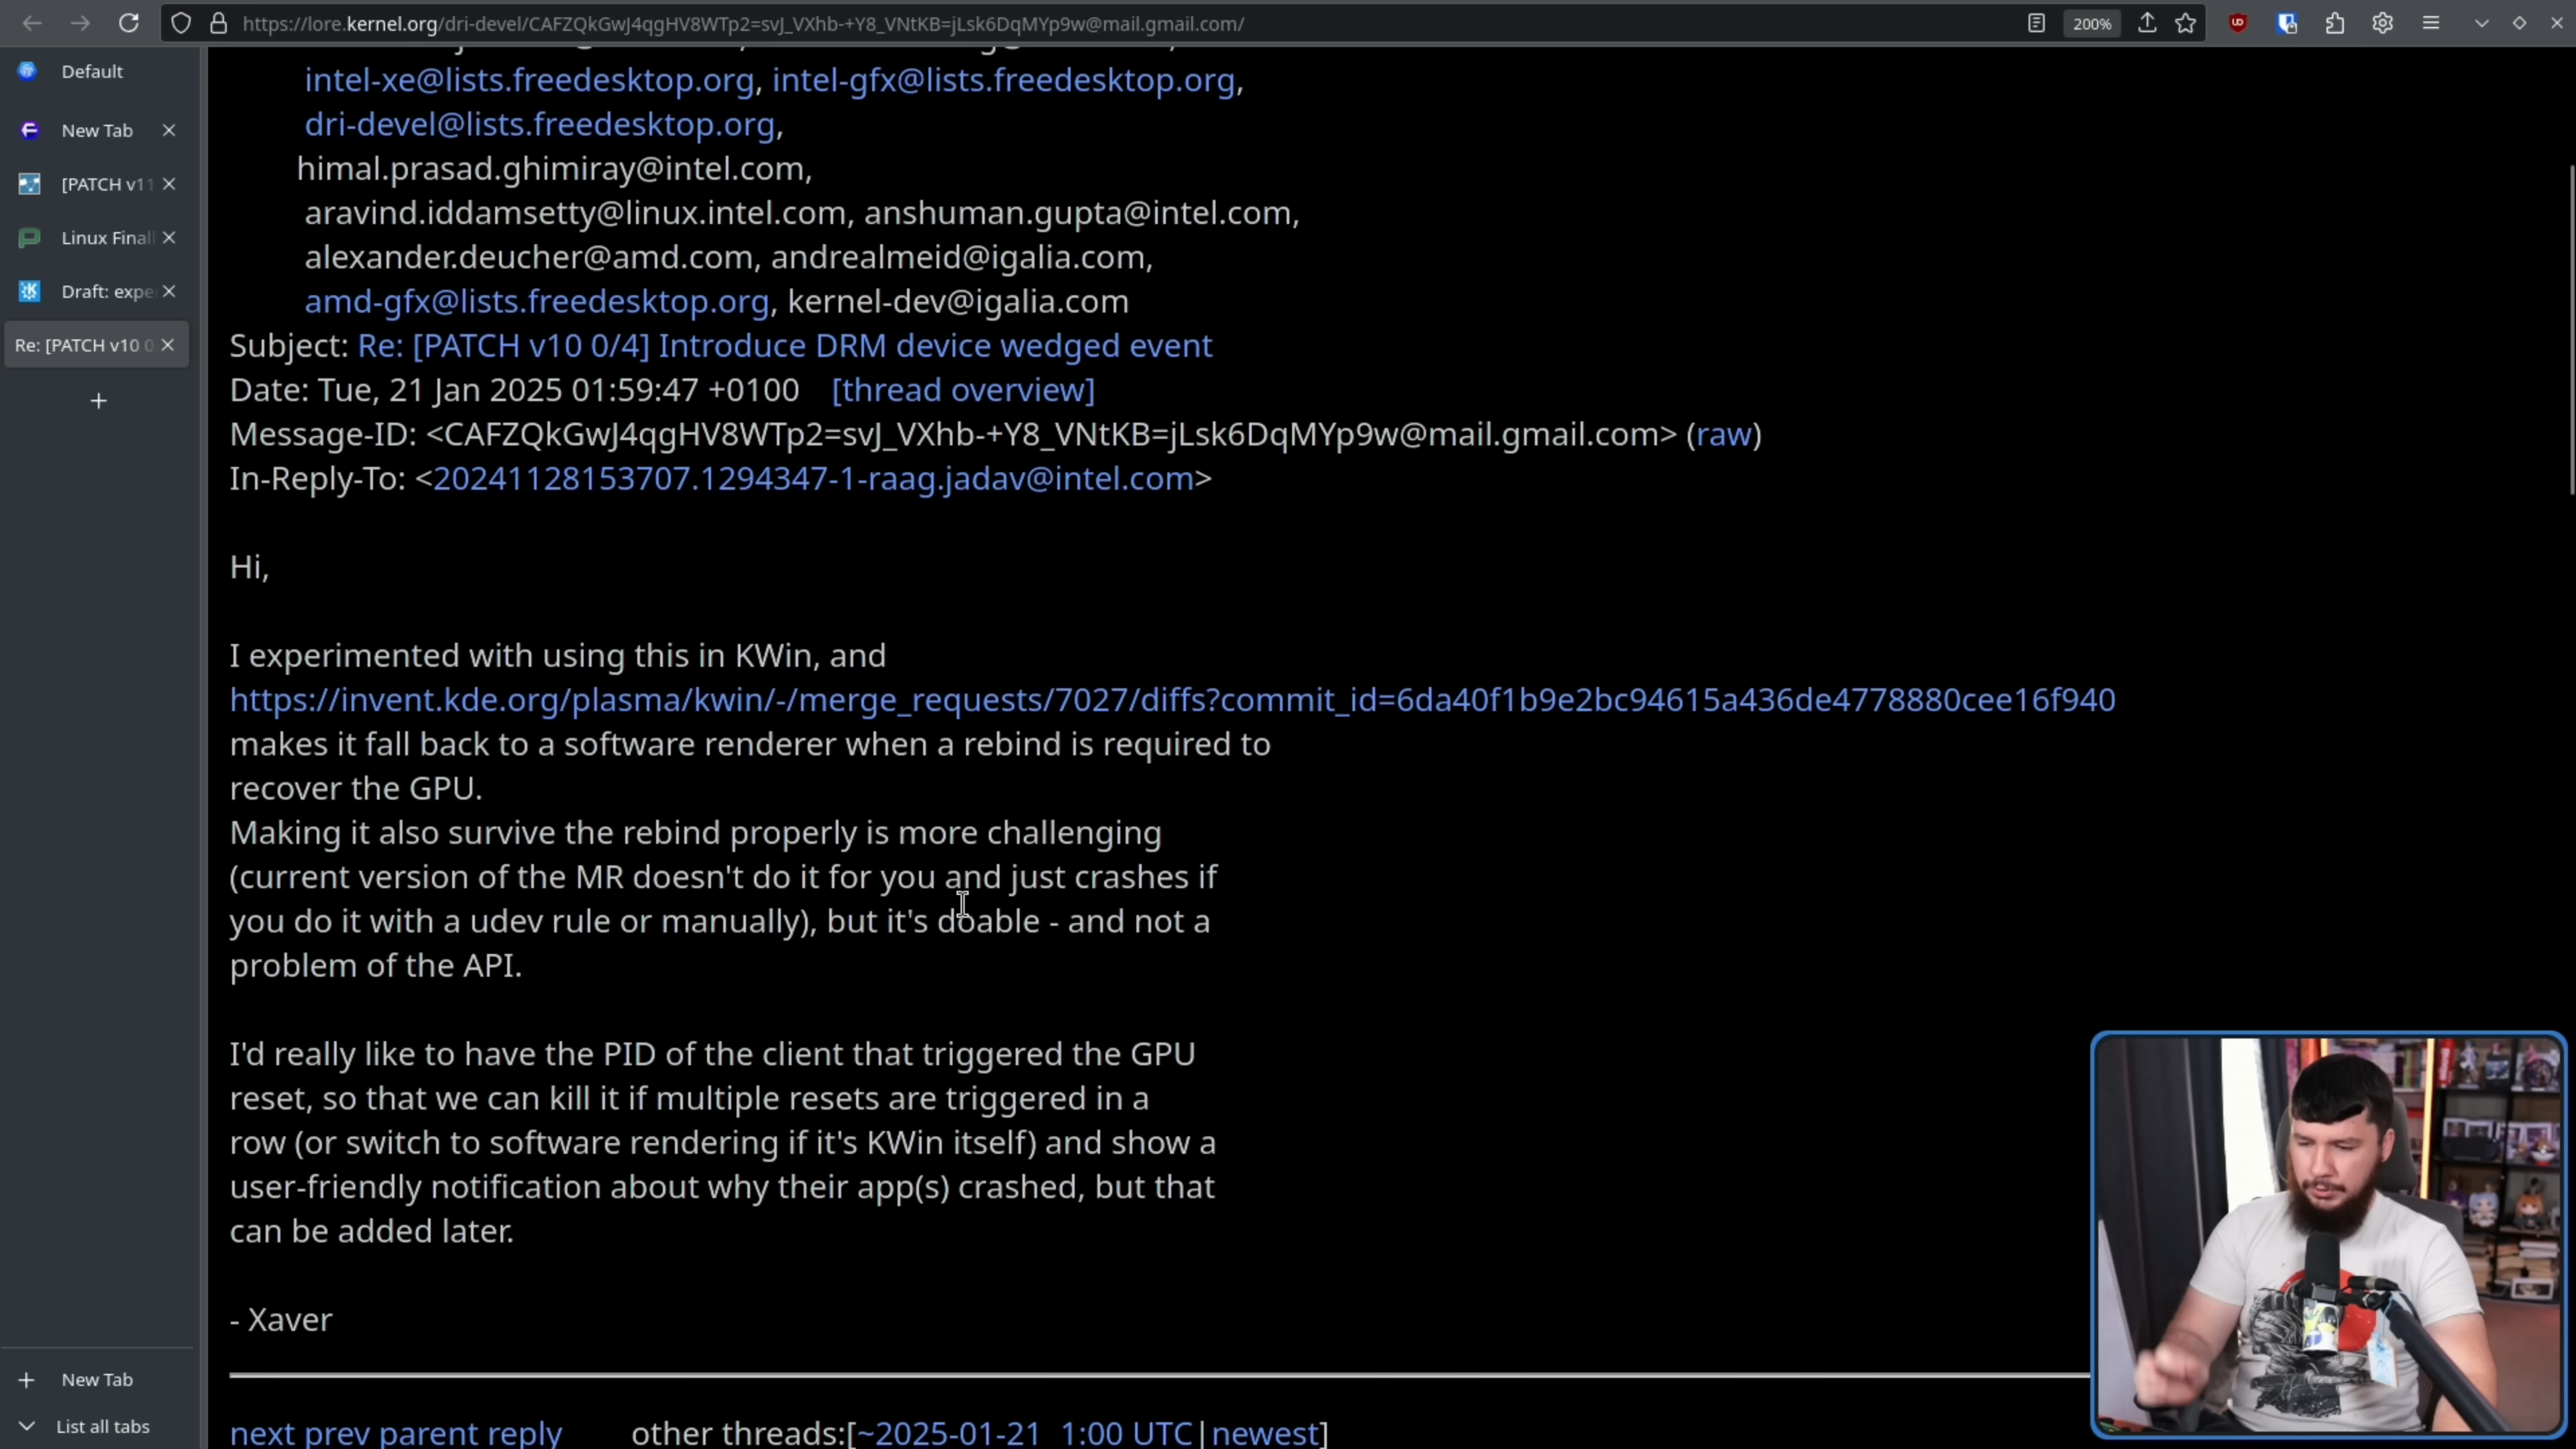 https://lore.kernel.org/dri-devel/CAFZQkGwJ4qgHV8WTp2=svJ_VXhb-+Y8_VNtKB=jLsk6DqMYp9w@mail.gmail.com/
200%
Default
New Tab
[PATCH v11
Linux Final
Draft: expe
Re: [PATCH v10 0
intel-xe@lists.freedesktop.org, intel-gfx@lists.freedesktop.org,
dri-devel@lists.freedesktop.org,
himal.prasad.ghimiray@intel.com,
aravind.iddamsetty@linux.intel.com, anshuman.gupta@intel.com,
alexander.deucher@amd.com, andrealmeid@igalia.com,
amd-gfx@lists.freedesktop.org, kernel-dev@igalia.com
Subject: Re: [PATCH v10 0/4] Introduce DRM device wedged event
Date: Tue, 21 Jan 2025 01:59:47 +0100 [thread overview]
Message-ID: <CAFZQkGwJ4qgHV8WTp2=svJ_VXhb-+Y8_VNtKB=jLsk6DqMYp9w@mail.gmail.com> (raw)
In-Reply-To: <20241128153707.1294347-1-raag.jadav@intel.com>
Hi,
I experimented with using this in KWin, and
https://invent.kde.org/plasma/kwin/-/merge_requests/7027/diffs?commit_id=6da40f1b9e2bc94615a436de4778880cee16f940
makes it fall back to a software renderer when a rebind is required to
recover the GPU.
Making it also survive the rebind properly is more challenging
(current version of the MR doesn't do it for you and just crashes if
you do it with a udev rule or manually), but it's doable - and not a
problem of the API.
I'd really like to have the PID of the client that triggered the GPU
reset, so that we can kill it if multiple resets are triggered in a
row (or switch to software rendering if it's KWin itself) and show a
user-friendly notification about why their app(s) crashed, but that
can be added later.
- Xaver
next prev parent reply other threads:[~2025-01-21 1:00 UTC|newest]
New Tab
List all tabs